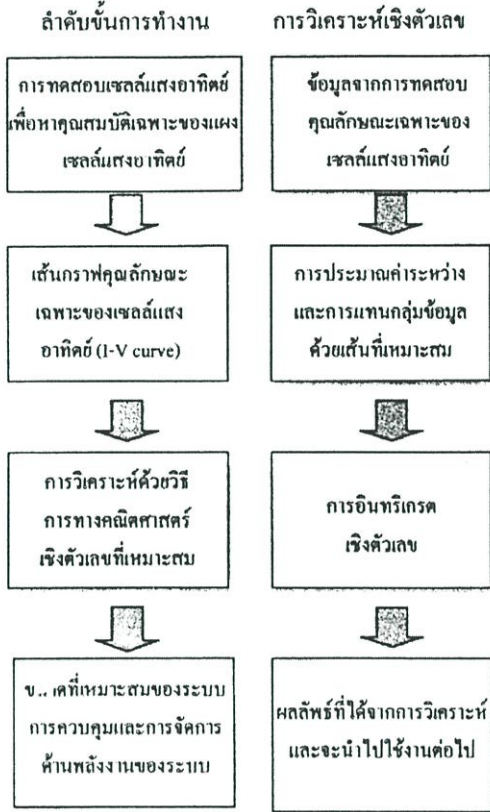 ลำดับขั้นการทำงาน
การทดสอบเซลล์แสงอาทิตย์
เพื่อหาคุณสมบัติเฉพาะของแผง
เซลล์แสงอาทิตย์
เส้นกราฟคุณลักษณะ
เฉพาะของเซลล์แสง
อาทิตย์ (I-V curve)
การวิเคราะห์ด้วยวิธี
การทางคณิตศาสตร์
เชิงตัวเลขที่เหมาะสม
ที่เหมาะสมของระบบ
การควบคุมและการจัดการ
ด้านพลังงานของระบบ
การวิเคราะห์เชิงตัวเลข
ข้อมูลจากการทดสอบ
คุณลักษณะเฉพาะของ
เซลล์แสงอาทิตย์
การประมาณค่าระหว่าง
และการแทนกลุ่มข้อมูล
ด้วยเส้นที่เหมาะสม
การอินทริเกรต
เชิงตัวเลข
ผลลัพธ์ที่ได้จากการวิเคราะห์
และจะนำไปใช้งานต่อไป